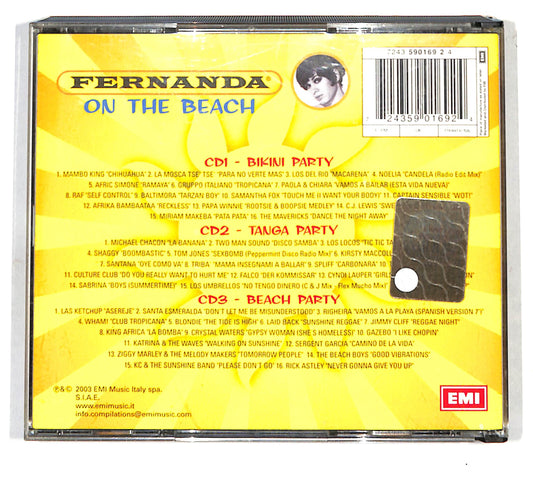 7243 590169 2 4
FERNANDA®
ON THE BEACH
7 24359 01692 4
CD1 - BIKINI PARTY
1. MAMBO KING "CHIHUAHUA" 2. LA MOSCA TSE' TSE' "PARA NO VERTE MAS" 3. LOS DEL RIO "MACARENA" 4. NOELIA "CANDELA (Radio Edit Mix)
5. AFRIC SIMONE "RAMAYA" 6. GRUPPO ITALIANO "TROPICANA" 7. PAOLA & CHIARA "VAMOS A BAILAR (ESTA VIDA NUEVA)"
8. RAF "SELF CONTROL" 9. BALTIMORA "TARZAN BOY" 10. SAMANTHA FOX "TOUCH ME (I WANT YOUR BODY)" 11. CAPTAIN SENSIBLE "WOT!"
12. AFRIKA BAMBAATAA "RECKLESS" 13. PAPA WINNIE "ROOTSIE & BOOPSIE MEDLEY" 14. C.J. LEWIS "SWEE
15. MIRIAM MAKEBA "PATA PATA" 16. THE MAVERICKS "DANCE THE NIGHT AWAY"
CD2 - TANGA PARTY
1. MICHAEL CHACON "LA BANANA" 2. TWO MAN SOUND "DISCO SAMBA" 3. LOS LOCOS "TIC TIC TA
4. SHAGGY "BOOMBASTIC" 5. TOM JONES "SEXBOMB (Peppermint Disco Radio Mix)" 6. KIRSTY MACCOLL
7. SANTANA "OYE COMO VA" 8. TRIBA' "MAMA INSEGNAMI A BALLAR" 9. SPLIFF "CARBONARA" 10.
11. CULTURE CLUB "DO YOU REALLY WANT TO HURT ME" 12. FALCO "DER KOMMISSAR" 13. CYNDI LAUPER "GIRLS
14. SABRINA "BOYS (SUMMERTIME)" 15. LOS UMBRELLOS "NO TENGO DINERO (C & J Mix - Flex Mucho Mix)
CD3 - BEACH PARTY
1. LAS KETCHUP "ASEREJE" 2. SANTA ESMERALDA "DON'T LET ME BE MISUNDERSTOOD" 3. RIGHEIRA "VAMOS A LA PLAYA (SPANISH VERSION 7")
4. WHAM! "CLUB TROPICANA" 5. BLONDIE "THE TIDE IS HIGH" 6. LAID BACK "SUNSHINE REGGAE" 7. JIMMY CLIFF "REGGAE NIGHT"
8. KING AFRICA "LA BOMBA" 9. CRYSTAL WATERS "GYPSY WOMAN (SHE'S HOMELESS)" 10. GAZEBO "I LIKE CHOPIN"
11. KATRINA & THE WAVES "WALKING ON SUNSHINE" 12. SERGENT GARCIA "CAMINO DE LA VIDA"
13. ZIGGY MARLEY & THE MELODY MAKERS "TOMORROW PEOPLE" 14. THE BEACH BOYS "GOOD VIBRATIONS"
15. KC & THE SUNSHINE BAND "PLEASE DON'T GO" 16. RICK ASTLEY "NEVER GONNA GIVE YOU UP"
℗&© 2003 EMI Music Italy spa.
S.I.A.E.
www.emimusic.it
info.compilations@emimusic.com
EMI